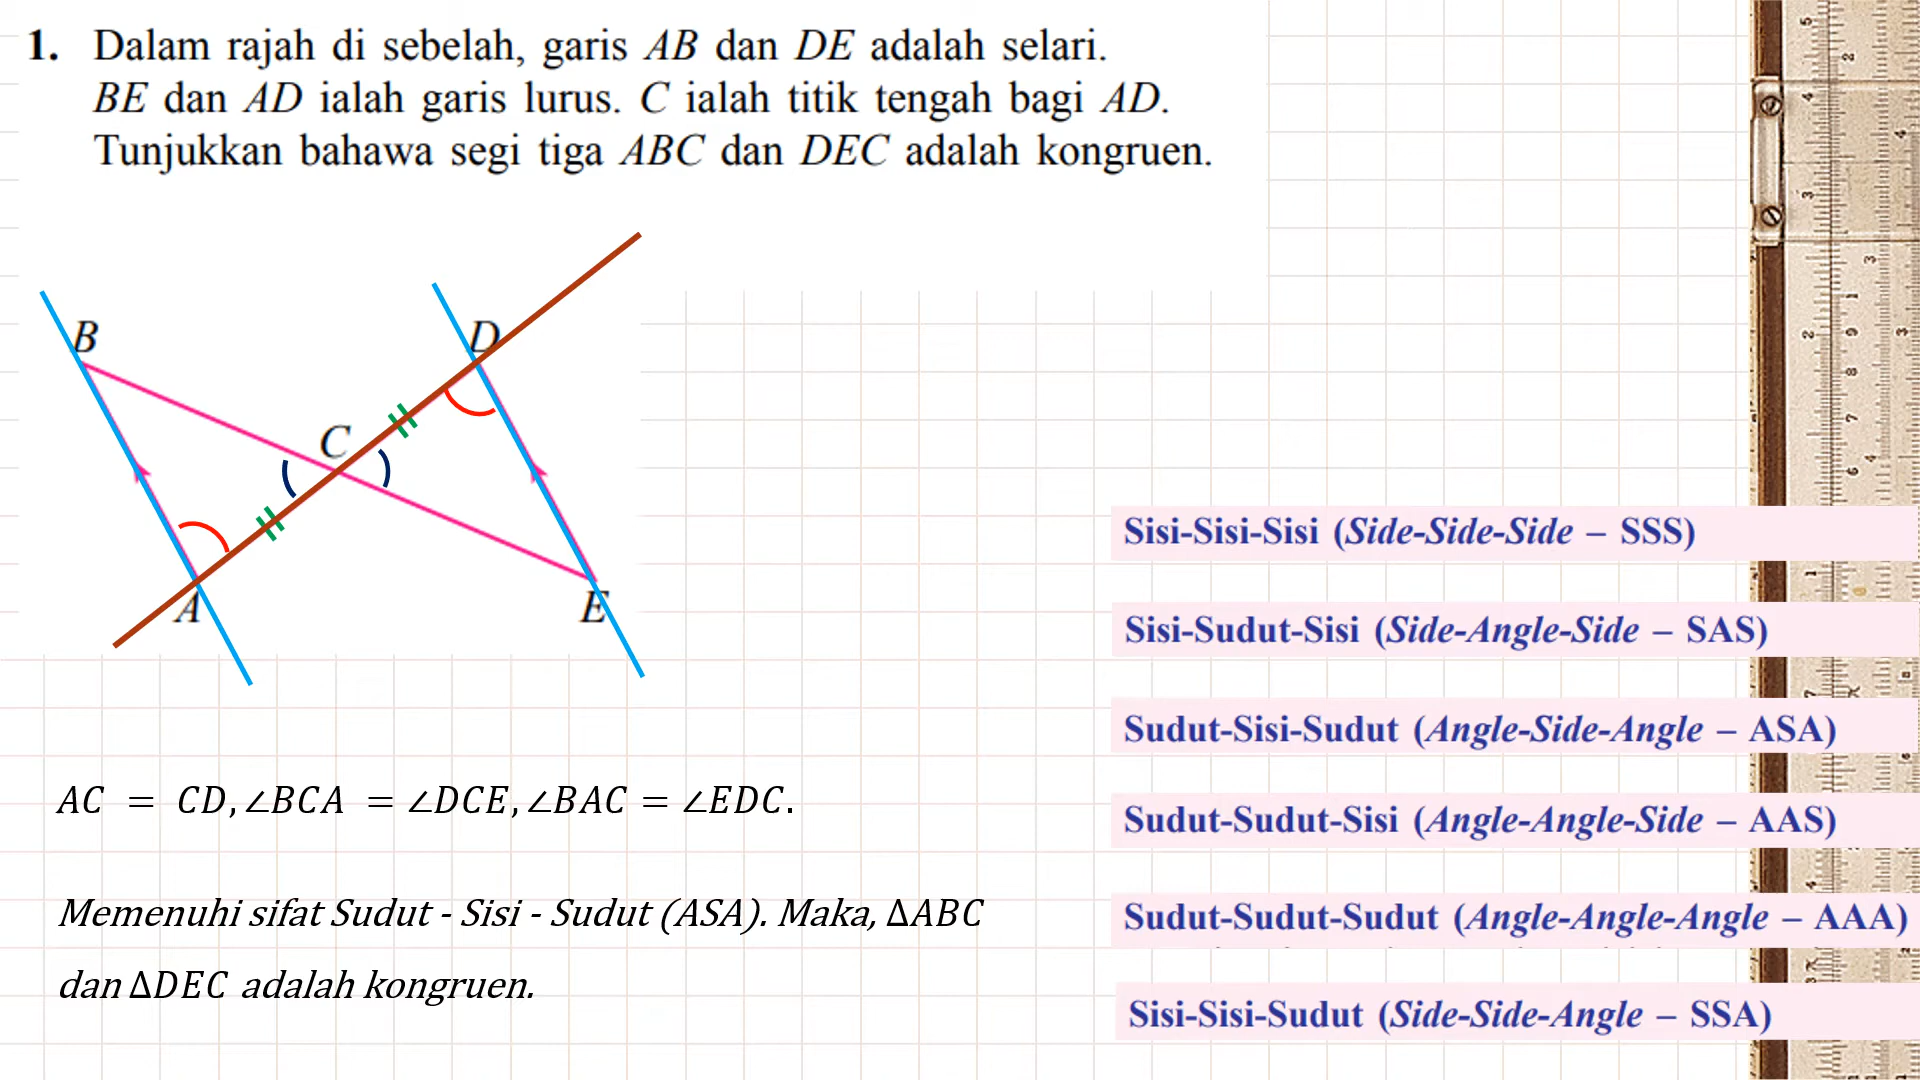 1. Dalam rajah di sebelah, garis AB dan DE adalah selari.
BE dan AD ialah garis lurus. C ialah titik tengah bagi AD.
Tunjukkan bahawa segi tiga ABC dan DEC adalah kongruen.
B
D
C
A
E
Sisi-Sisi-Sisi (Side-Side-Side – SSS)
Sisi-Sudut-Sisi (Side-Angle-Side – SAS)
Sudut-Sisi-Sudut (Angle-Side-Angle – ASA)
AC = CD, ∠BCA = ∠DCE, ∠BAC = ∠EDC.
Sudut-Sudut-Sisi (Angle-Angle-Side – AAS)
Memenuhi sifat Sudut - Sisi - Sudut (ASA). Maka, ΔABC
dan ΔDEC adalah kongruen.
Sudut-Sudut-Sudut (Angle-Angle-Angle – AAA)
Sisi-Sisi-Sudut (Side-Side-Angle – SSA)